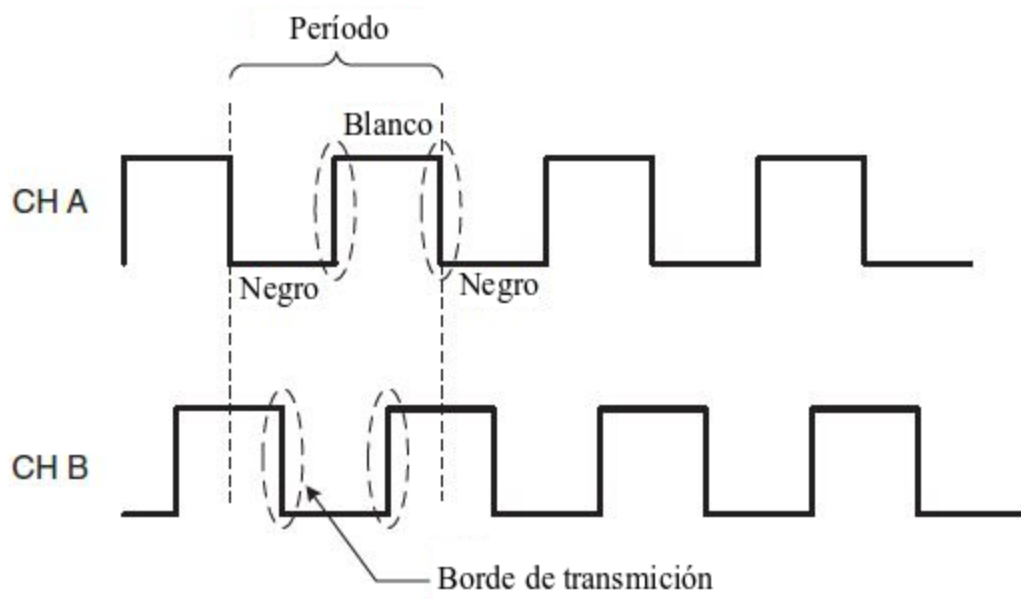 Período
Blanco
CH A
Negro
Negro
CH B
Borde de transmición